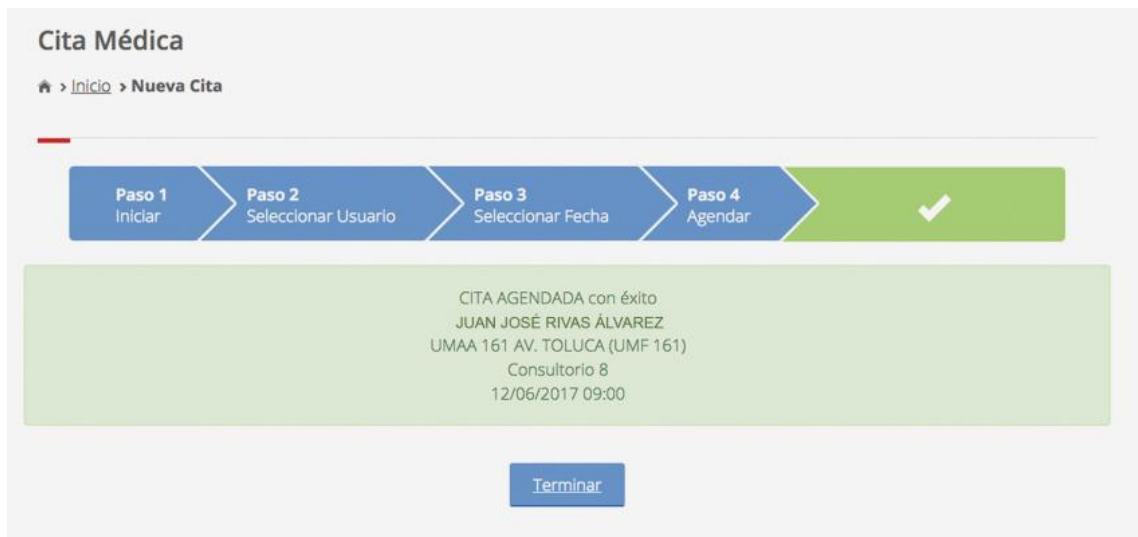 Cita Médica
> Inicio > Nueva Cita
Paso 1
Iniciar
Paso 2
Seleccionar Usuario
Paso 3
Seleccionar Fecha
Paso 4
Agendar
CITA AGENDADA con éxito
JUAN JOSÉ RIVAS ÁLVAREZ
UMAA 161 AV. TOLUCA (UMF 161)
Consultorio 8
12/06/2017 09:00
Terminar